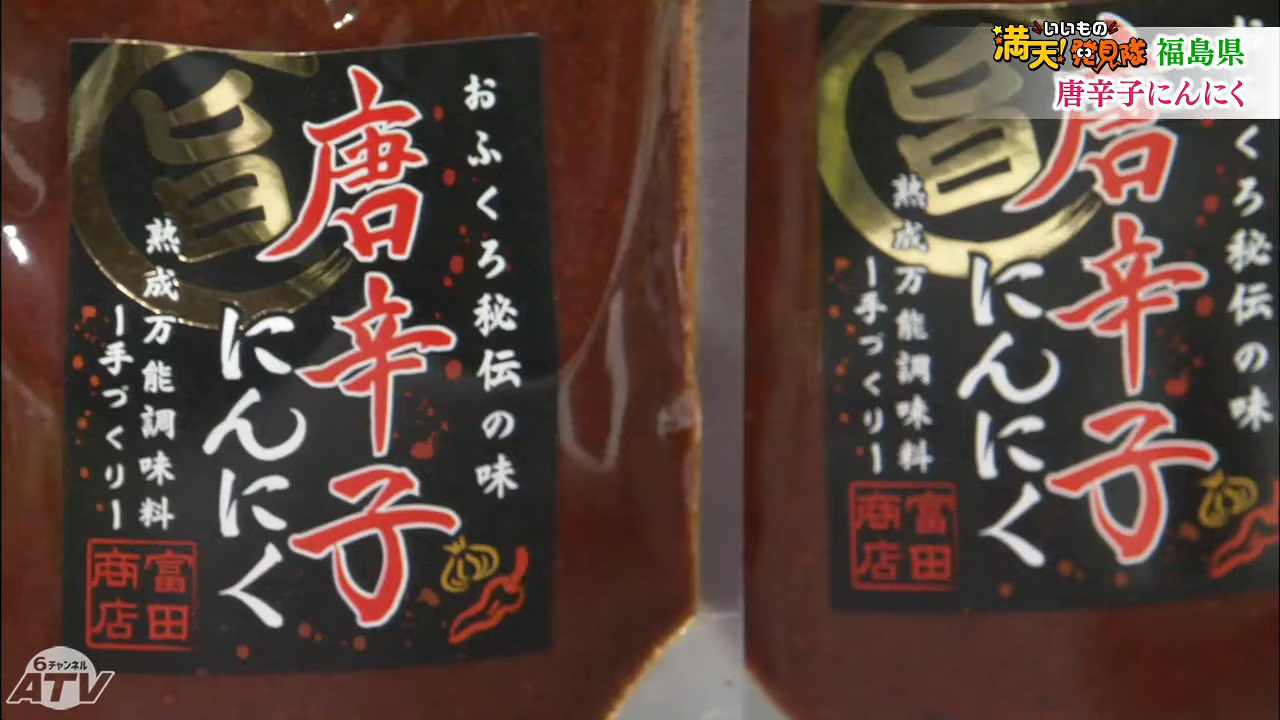 いいもの
満天!発見隊
福島県
唐辛子にんにく
おふくろ秘伝の味
唐辛子
にんにく
旨
熟成万能調味料
ー手づくりー
富田
商店
おふくろ秘伝の味
唐辛子
にんにく
旨
熟成万能調味料
ー手づくりー
富田
商店
6チャンネル
ATV